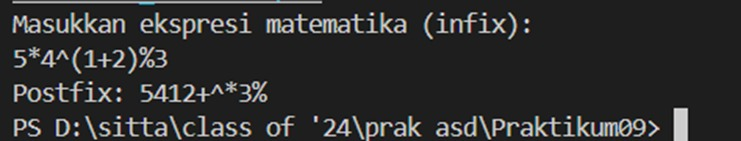 Masukkan ekspresi matematika (infix):
5*4^(1+2)%3
Postfix: 5412+^*3%
PS D:\sitta\class of '24\prak asd\Praktikum09>